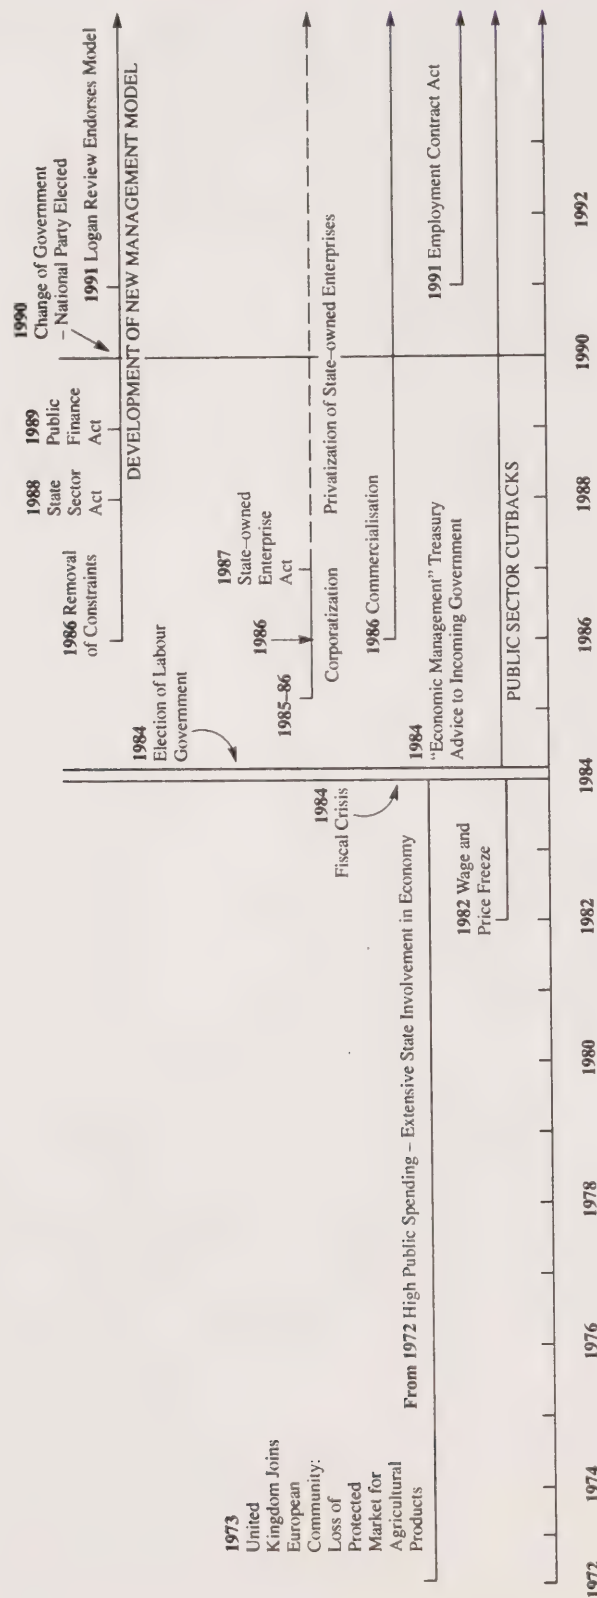 1973
United
Kingdom Joins
European
Community:
Loss of
Protected
Market for
Agricultural
Products
From 1972 High Public Spending – Extensive State Involvement in Economy
1982 Wage and
Price Freeze
1984
Fiscal Crisis
1984
Election of Labour
Government
1984
"Economic Management" Treasury
Advice to Incoming Government
PUBLIC SECTOR CUTBACKS
1985–86
1986
1987
State–owned
Enterprise
Act
Corporatization
Privatization of State–owned Enterprises
1986 Commercialisation
1986 Removal
of Constraints
1988
State
Sector
Act
1989
Public
Finance
Act
1990
Change of Government
– National Party Elected
1991 Logan Review Endorses Model
DEVELOPMENT OF NEW MANAGEMENT MODEL
1991 Employment Contract Act
1972
1974
1976
1978
1980
1982
1984
1986
1988
1990
1992